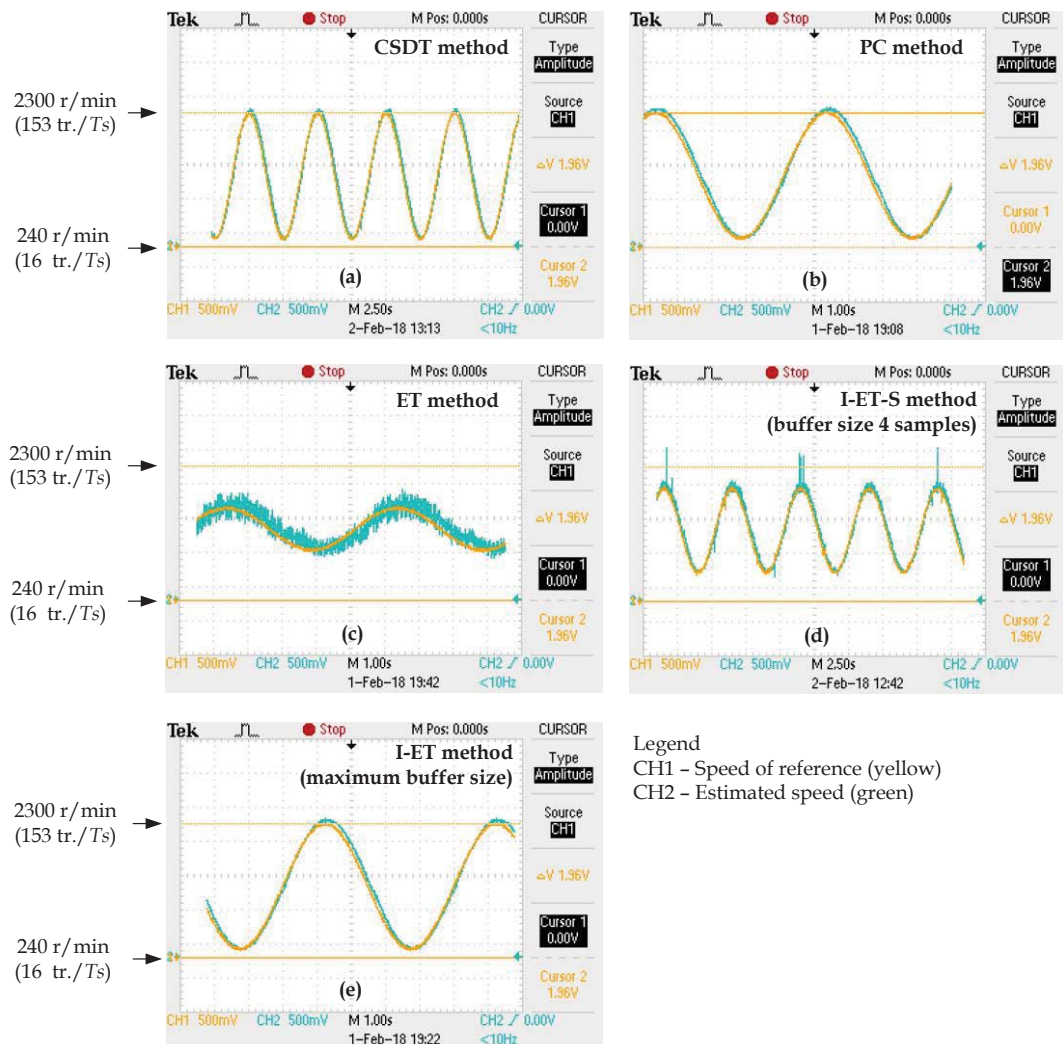 Tek Stop M Pos: 0.000s CURSOR
CSDT method
Type
Amplitude
2300 r/min
(153 tr./Ts)
Source
CH1
△V 1.96V
Cursor 1
0.00V
240 r/min
(16 tr./Ts)
2
Cursor 2
1.96V
(a)
CH1 500mV CH2 500mV M 2.50s CH2 0.00V
2-Feb-18 13:13 <10Hz
Tek Stop M Pos: 0.000s CURSOR
PC method
Type
Amplitude
Source
CH1
△V 1.96V
Cursor 1
0.00V
2
Cursor 2
1.96V
(b)
CH1 500mV CH2 500mV M 1.00s CH2 0.00V
1-Feb-18 19:08 <10Hz
Tek Stop M Pos: 0.000s CURSOR
ET method
Type
Amplitude
2300 r/min
(153 tr./Ts)
Source
CH1
△V 1.96V
Cursor 1
0.00V
240 r/min
(16 tr./Ts)
2
Cursor 2
1.96V
(c)
CH1 500mV CH2 500mV M 1.00s CH2 0.00V
1-Feb-18 19:42 <10Hz
Tek Stop M Pos: 0.000s CURSOR
I-ET-S method
(buffer size 4 samples)
Type
Amplitude
Source
CH1
△V 1.96V
Cursor 1
0.00V
2
Cursor 2
1.96V
(d)
CH1 500mV CH2 500mV M 2.50s CH2 0.00V
2-Feb-18 12:42 <10Hz
Tek Stop M Pos: 0.000s CURSOR
I-ET method
(maximum buffer size)
Type
Amplitude
2300 r/min
(153 tr./Ts)
Source
CH1
△V 1.96V
Cursor 1
0.00V
240 r/min
(16 tr./Ts)
2
Cursor 2
1.96V
(e)
CH1 500mV CH2 500mV M 1.00s CH2 0.00V
1-Feb-18 19:22 <10Hz
Legend
CH1 – Speed of reference (yellow)
CH2 – Estimated speed (green)